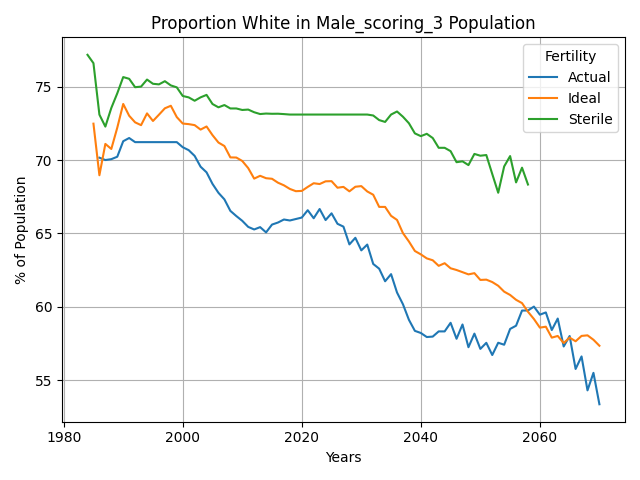 Proportion White in Male_scoring_3 Population
Fertility
Actual
Ideal
Sterile
% of Population
75
70
65
60
55
1980
2000
2020
2040
2060
Years